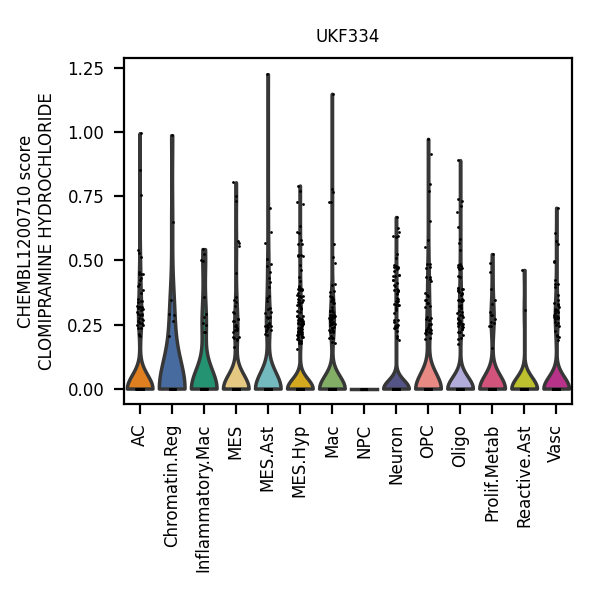 UKF334
CHEMBL1200710 score
CLOMIPRAMINE HYDROCHLORIDE
1.25
1.00
0.75
0.50
0.25
0.00
AC
Chromatin.Reg
Inflammatory.Mac
MES
MES.Ast
MES.Hyp
Mac
NPC
Neuron
OPC
Oligo
Prolif.Metab
Reactive.Ast
Vasc